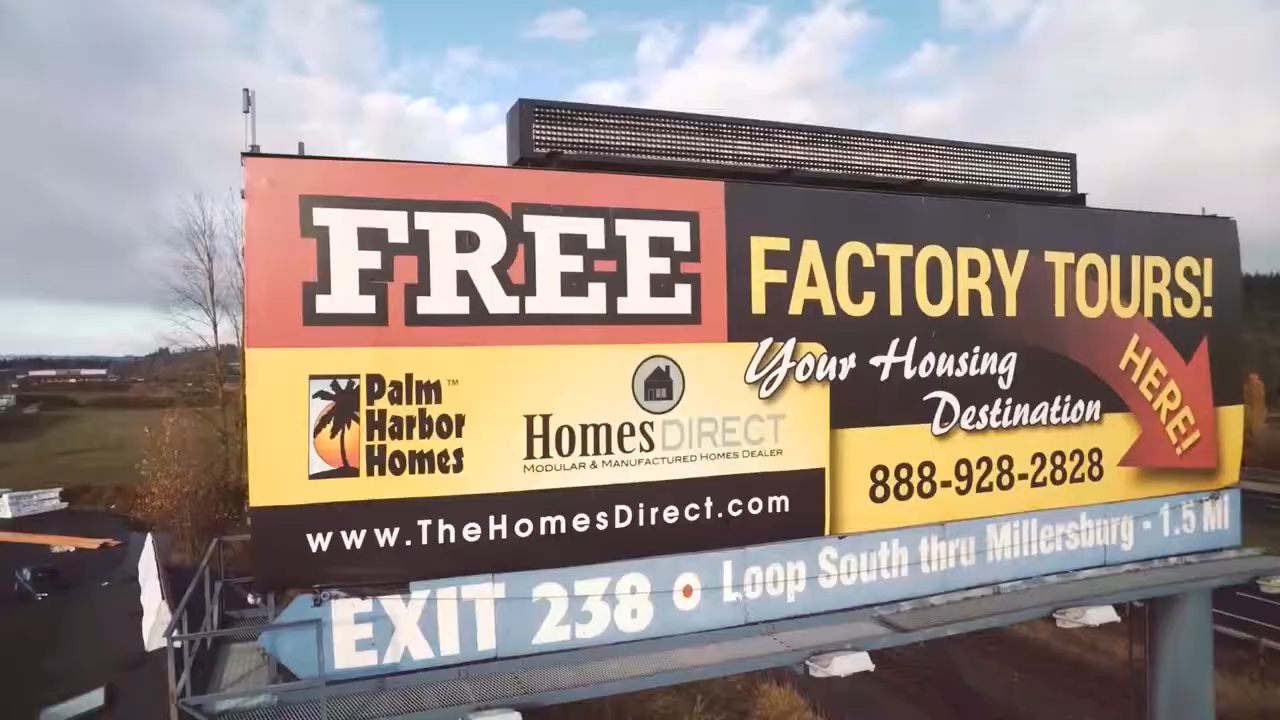 FREE
FACTORY TOURS!
Your Housing
Destination
HERE!
Palm™
Harbor
Homes
HomesDIRECT
MODULAR & MANUFACTURED HOMES DEALER
888-928-2828
www.TheHomesDirect.com
EXIT 238 • Loop South thru Millersburg - 1.5 MI